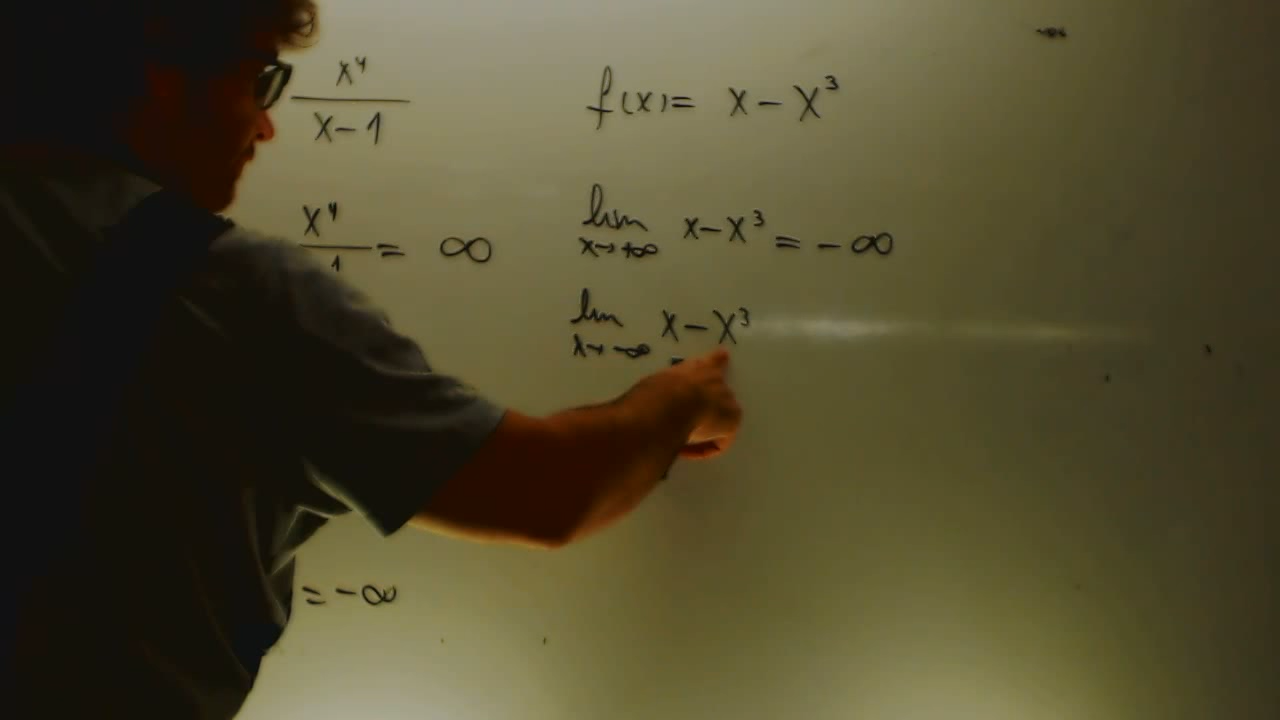 x⁴
x-1
x⁴
1 = ∞
= -∞
f(x) = x - x³
lim x - x³ = -∞
x→+∞
lim x - x³
x→-∞
=